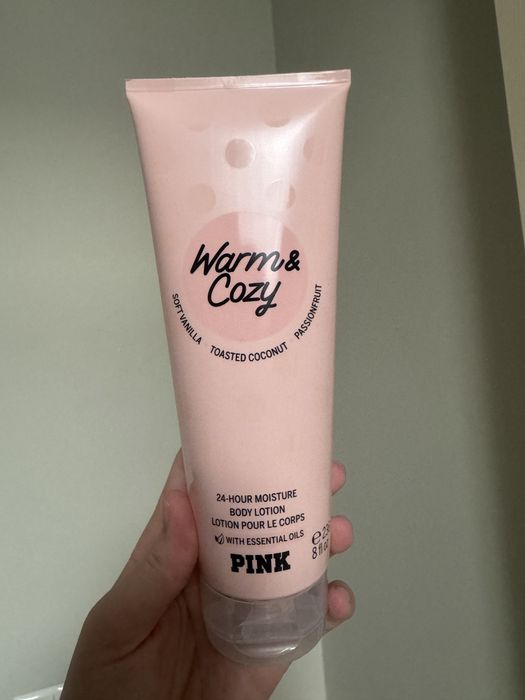 Warm &
Cozy
SOFT VANILLA TOASTED COCONUT PASSIONFRUIT
24-HOUR MOISTURE
BODY LOTION
LOTION POUR LE CORPS
WITH ESSENTIAL OILS
PINK
8 fl oz